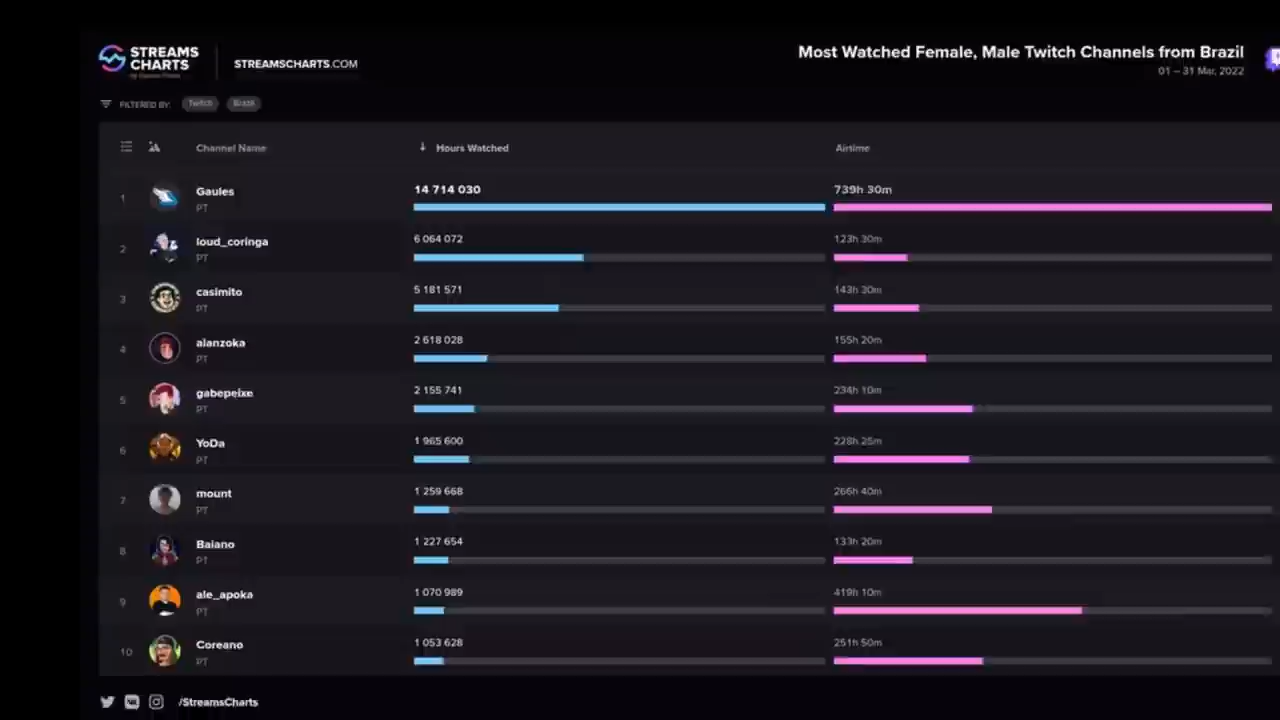 STREAMS
CHARTS
STREAMSCHARTS.COM
Most Watched Female, Male Twitch Channels from Brazil
01 – 31 Mar, 2022
FILTERED BY: Twitch Brazil
Channel Name Hours Watched Airtime
1 Gaules PT 14 714 030 739h 30m
2 loud_coringa PT 6 064 072 123h 30m
3 casimito PT 5 181 571 143h 30m
4 alanzoka PT 2 618 028 155h 20m
5 gabepeixe PT 2 155 741 234h 10m
6 YoDa PT 1 965 600 228h 25m
7 mount PT 1 259 668 266h 40m
8 Baiano PT 1 227 654 133h 20m
9 ale_apoka PT 1 070 989 419h 10m
10 Coreano PT 1 053 628 251h 50m
/StreamsCharts